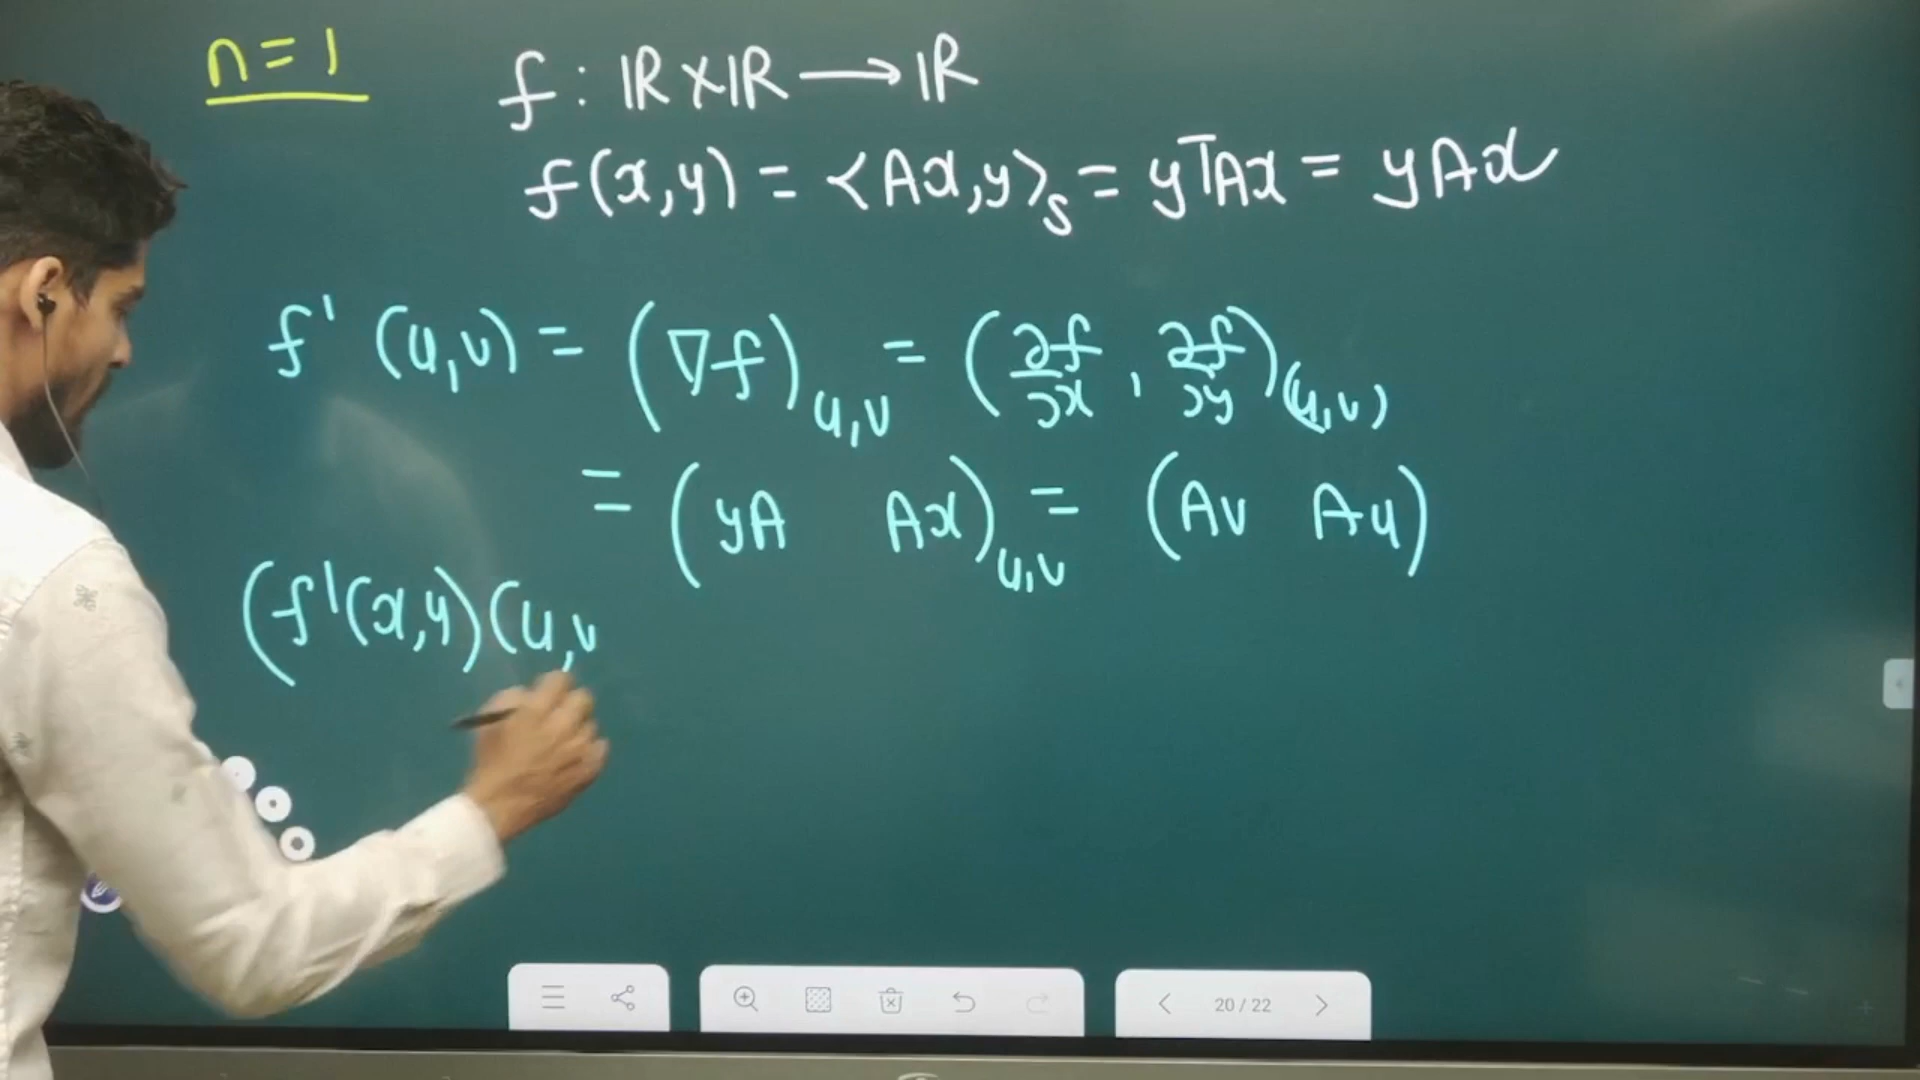 n = 1
f : ℝ × ℝ ⟶ ℝ
f(x,y) = <Ax,y>ₛ = yᵀAx = yAx
f'(u,v) = (∇f)_{u,v} = (∂f/∂x , ∂f/∂y)_{(u,v)}
= (yA Ax)_{u,v} = (Av Au)
(f'(x,y)(u,v
20 / 22